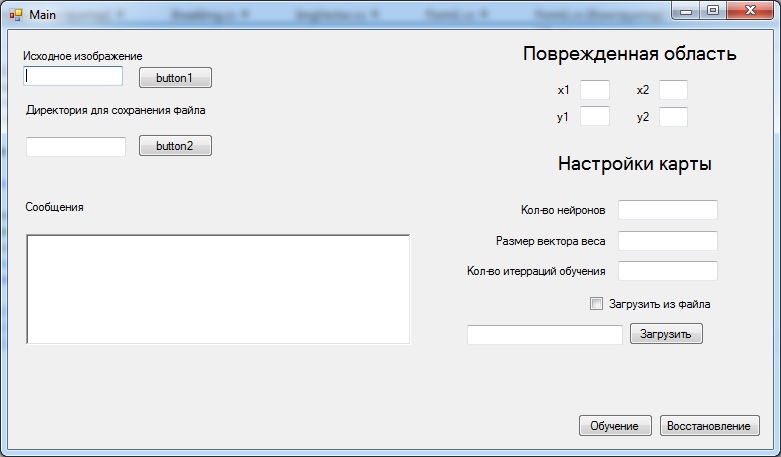 Main
Исходное изображение
button1
Директория для сохранения файла
button2
Сообщения
Поврежденная область
x1 x2
y1 y2
Настройки карты
Кол-во нейронов
Размер вектора веса
Кол-во итерраций обучения
Загрузить из файла
Загрузить
Обучение Восстановление